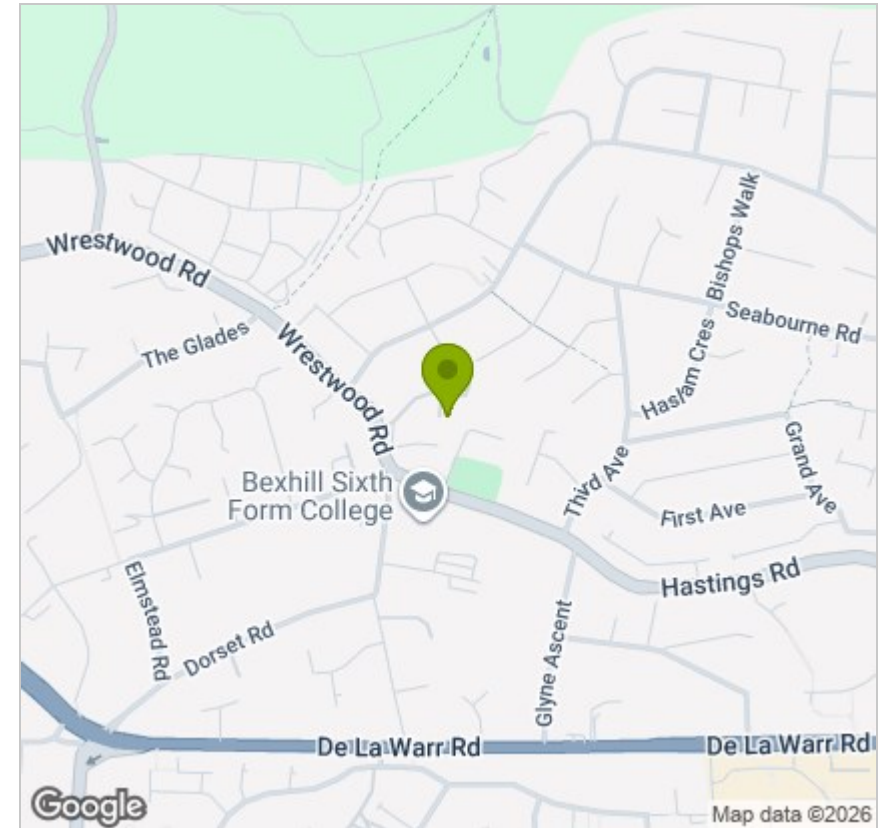 Wrestwood Rd
Bishops Walk
Seabourne Rd
The Glades
Wrestwood Rd
Haslam Cres
Grand Ave
Third Ave
Bexhill Sixth
Form College
First Ave
Elmstead Rd
Hastings Rd
Dorset Rd
Glyne Ascent
De La Warr Rd
De La Warr Rd
Google
Map data ©2026